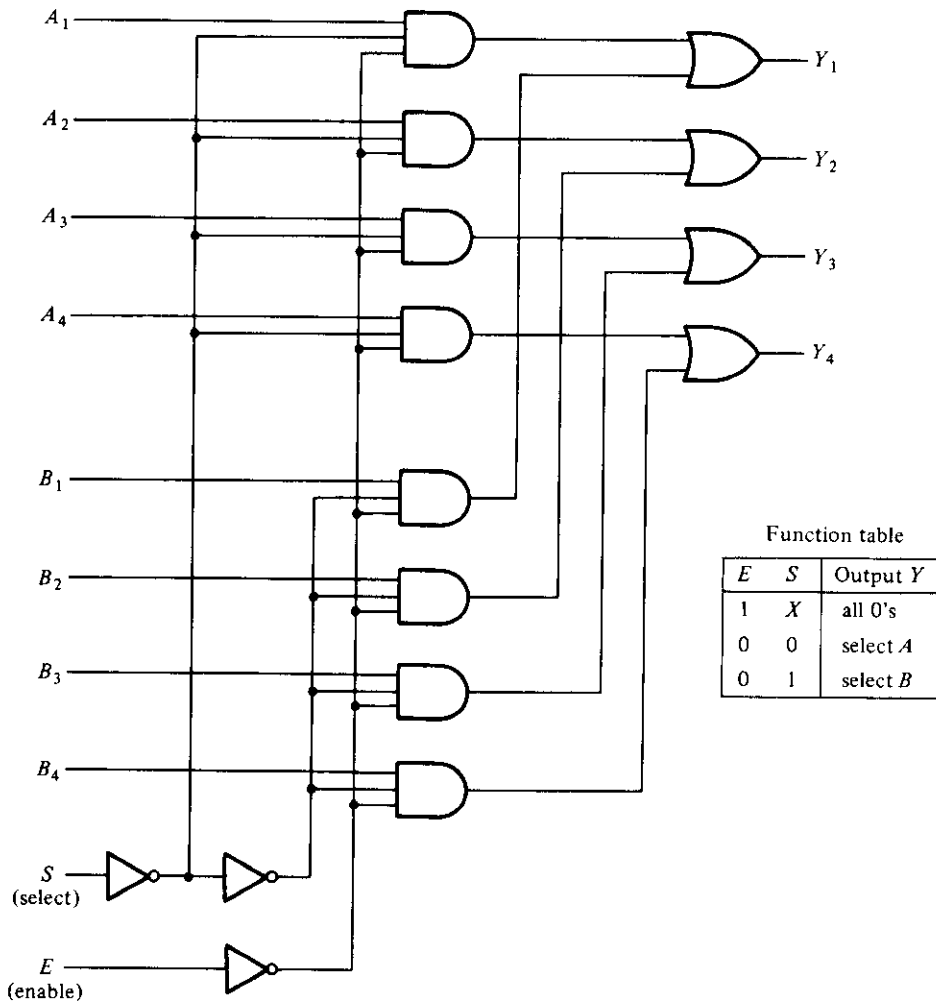 A1
Y1
A2
Y2
A3
Y3
A4
Y4
B1
B2
B3
B4
S
(select)
E
(enable)
Function table
E S Output Y
1 X all 0's
0 0 select A
0 1 select B